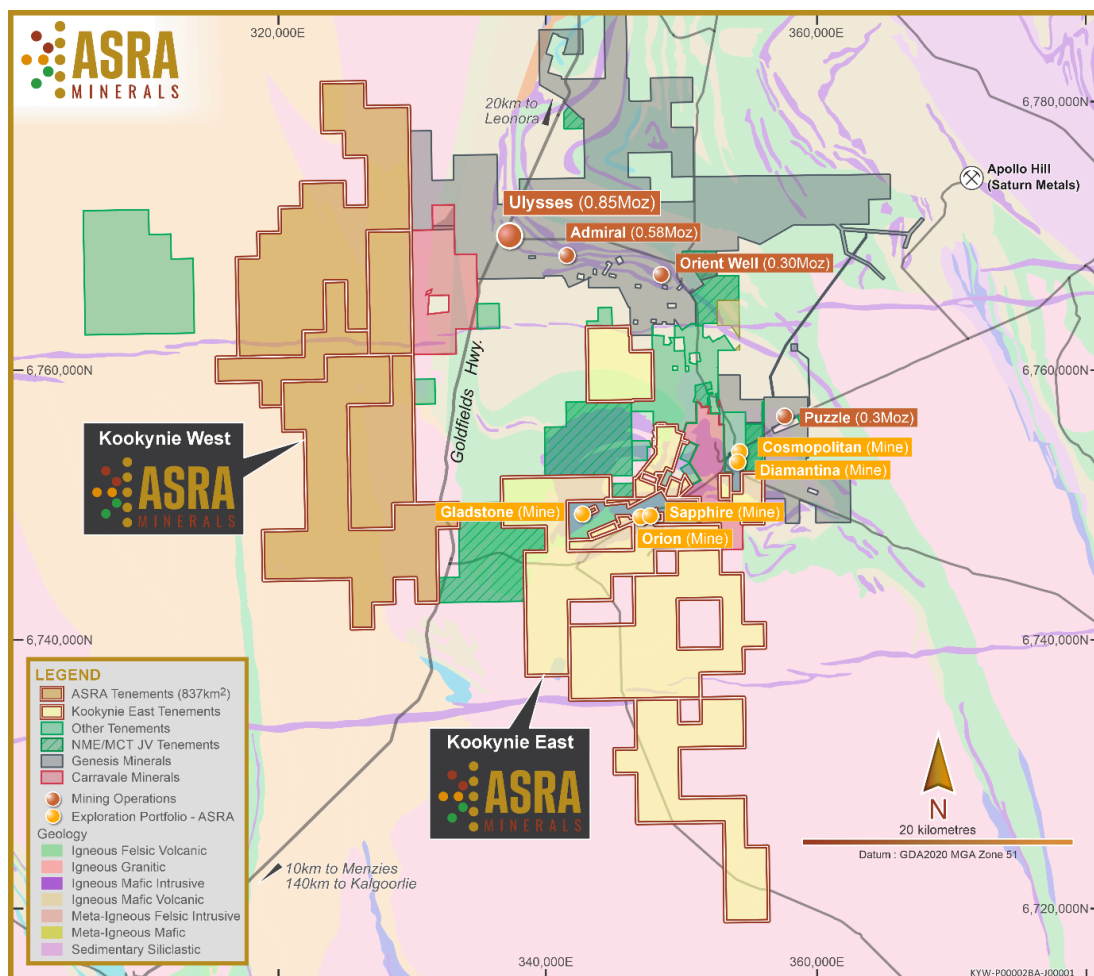 ASRA
MINERALS
320,000E
360,000E
20km to
Leonora
6,780,000N
6,780,000N
Apollo Hill
(Saturn Metals)
Ulysses (0.85Moz)
Admiral (0.58Moz)
Orient Well (0.30Moz)
Goldfields Hwy.
6,760,000N
6,760,000N
Puzzle (0.3Moz)
Kookynie West
ASRA
MINERALS
Cosmopolitan (Mine)
Diamantina (Mine)
Gladstone (Mine)
Sapphire (Mine)
Orion (Mine)
6,740,000N
6,740,000N
LEGEND
ASRA Tenements (837km²)
Kookynie East Tenements
Other Tenements
NME/MCT JV Tenements
Genesis Minerals
Carravale Minerals
Mining Operations
Exploration Portfolio - ASRA
Geology
Igneous Felsic Volcanic
Igneous Granitic
Igneous Mafic Intrusive
Igneous Mafic Volcanic
Meta-Igneous Felsic Intrusive
Meta-Igneous Mafic
Sedimentary Siliclastic
Kookynie East
ASRA
MINERALS
N
20 kilometres
Datum : GDA2020 MGA Zone 51
10km to Menzies
140km to Kalgoorlie
6,720,000N
340,000E
360,000E
KYW-P00002BA-J00001